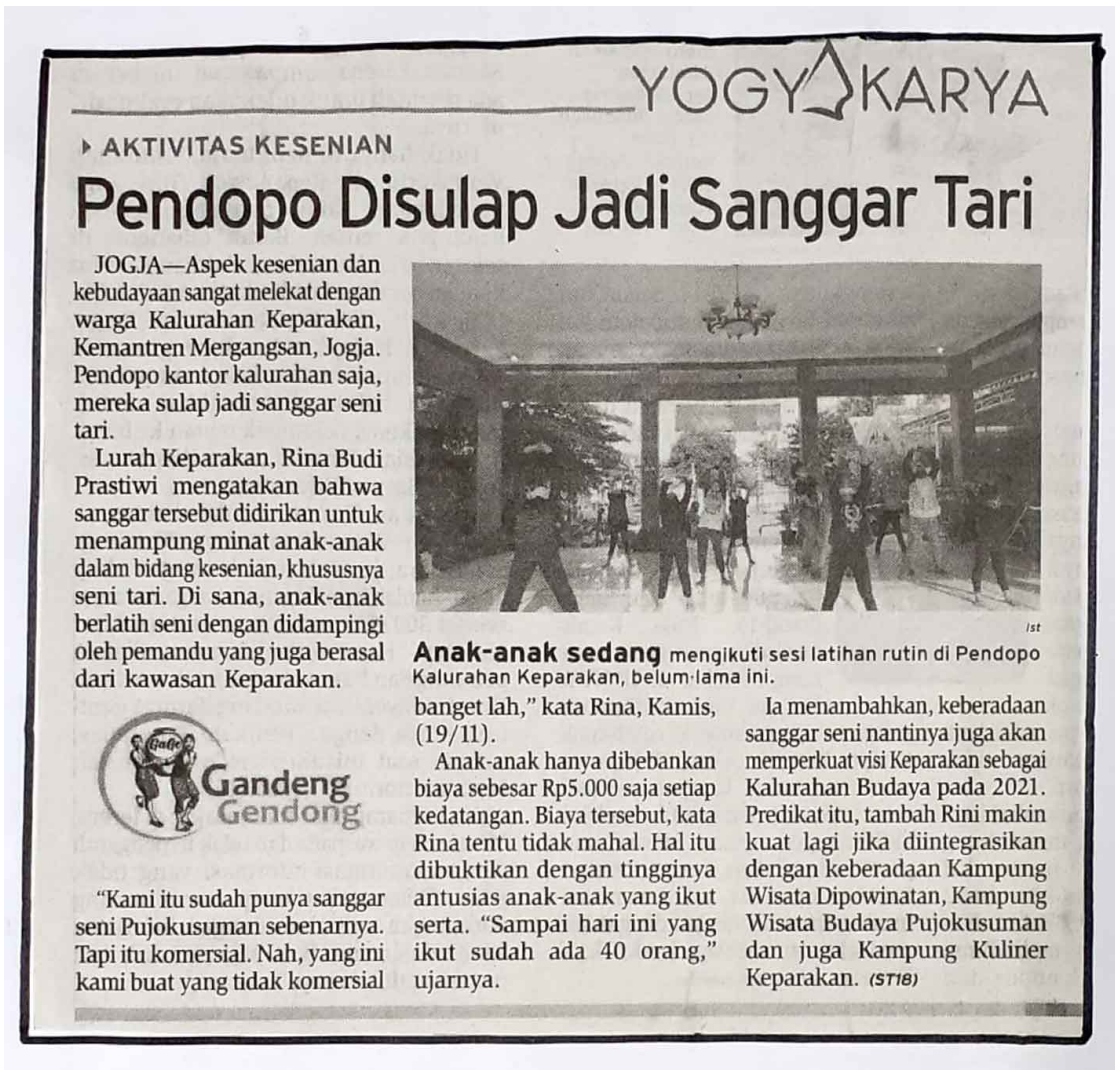 YOGYAKARYA
AKTIVITAS KESENIAN
Pendopo Disulap Jadi Sanggar Tari
JOGJA—Aspek kesenian dan
kebudayaan sangat melekat dengan
warga Kalurahan Keparakan,
Kemantren Mergangsan, Jogja.
Pendopo kantor kalurahan saja,
mereka sulap jadi sanggar seni
tari.
Lurah Keparakan, Rina Budi
Prastiwi mengatakan bahwa
sanggar tersebut didirikan untuk
menampung minat anak-anak
dalam bidang kesenian, khususnya
seni tari. Di sana, anak-anak
berlatih seni dengan didampingi
oleh pemandu yang juga berasal
dari kawasan Keparakan.
Ist
Anak-anak sedang mengikuti sesi latihan rutin di Pendopo
Kalurahan Keparakan, belum lama ini.
GaGe
Gandeng
Gendong
"Kami itu sudah punya sanggar
seni Pujokusuman sebenarnya.
Tapi itu komersial. Nah, yang ini
kami buat yang tidak komersial
banget lah," kata Rina, Kamis,
(19/11).
Anak-anak hanya dibebankan
biaya sebesar Rp5.000 saja setiap
kedatangan. Biaya tersebut, kata
Rina tentu tidak mahal. Hal itu
dibuktikan dengan tingginya
antusias anak-anak yang ikut
serta. "Sampai hari ini yang
ikut sudah ada 40 orang,"
ujarnya.
Ia menambahkan, keberadaan
sanggar seni nantinya juga akan
memperkuat visi Keparakan sebagai
Kalurahan Budaya pada 2021.
Predikat itu, tambah Rini makin
kuat lagi jika diintegrasikan
dengan keberadaan Kampung
Wisata Dipowinatan, Kampung
Wisata Budaya Pujokusuman
dan juga Kampung Kuliner
Keparakan. (ST18)